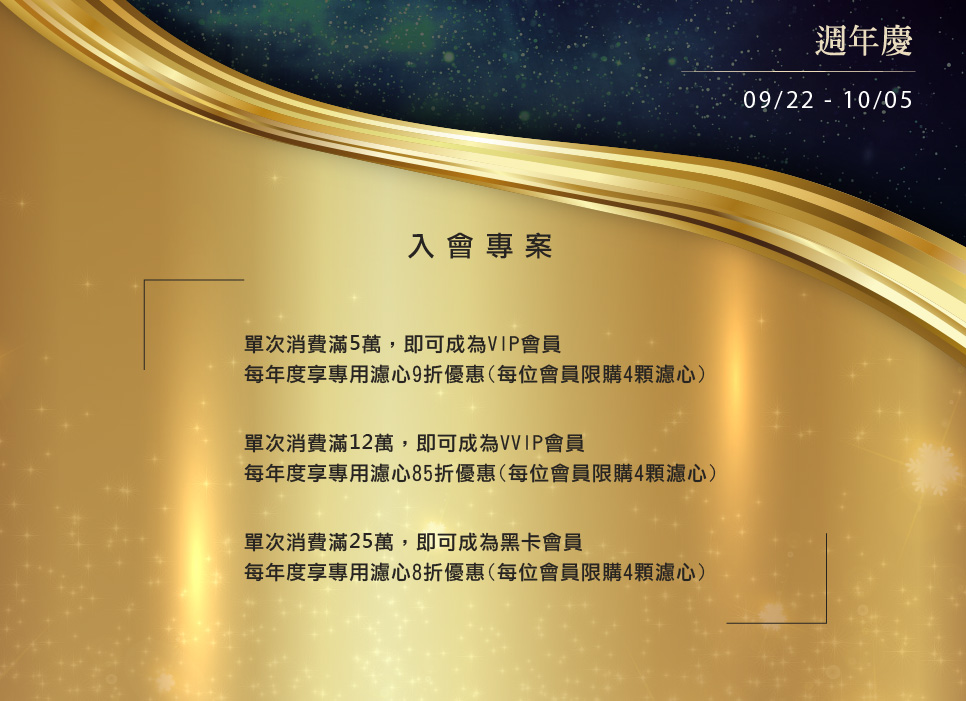 週年慶
09/22 - 10/05
入會專案
單次消費滿5萬，即可成為VIP會員
每年度享專用濾心9折優惠(每位會員限購4顆濾心)
單次消費滿12萬，即可成為VVIP會員
每年度享專用濾心85折優惠(每位會員限購4顆濾心)
單次消費滿25萬，即可成為黑卡會員
每年度享專用濾心8折優惠(每位會員限購4顆濾心)